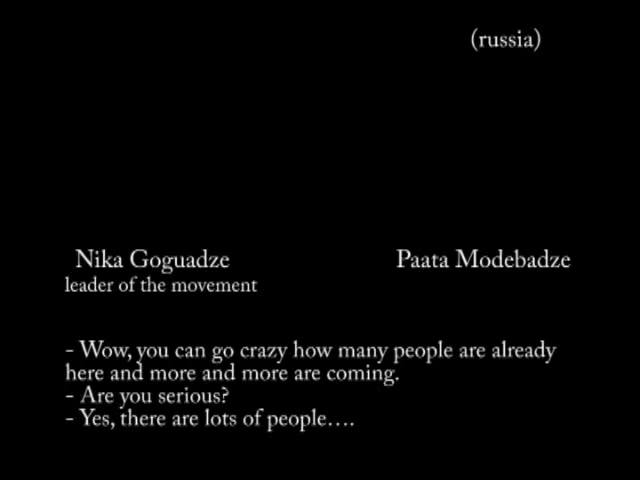 (russia)
Nika Goguadze
Paata Modebadze
leader of the movement
- Wow, you can go crazy how many people are already
here and more and more are coming.
- Are you serious?
- Yes, there are lots of people....